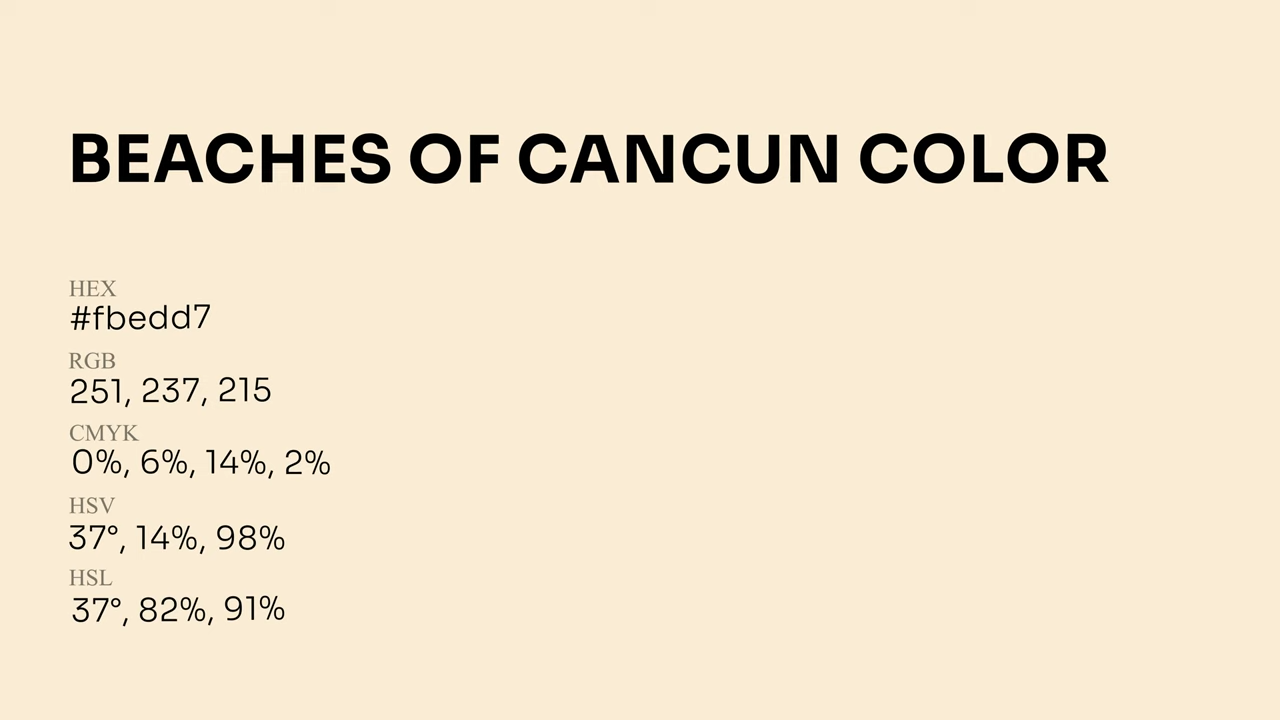 BEACHES OF CANCUN COLOR
HEX
#fbedd7
RGB
251, 237, 215
CMYK
0%, 6%, 14%, 2%
HSV
37°, 14%, 98%
HSL
37°, 82%, 91%